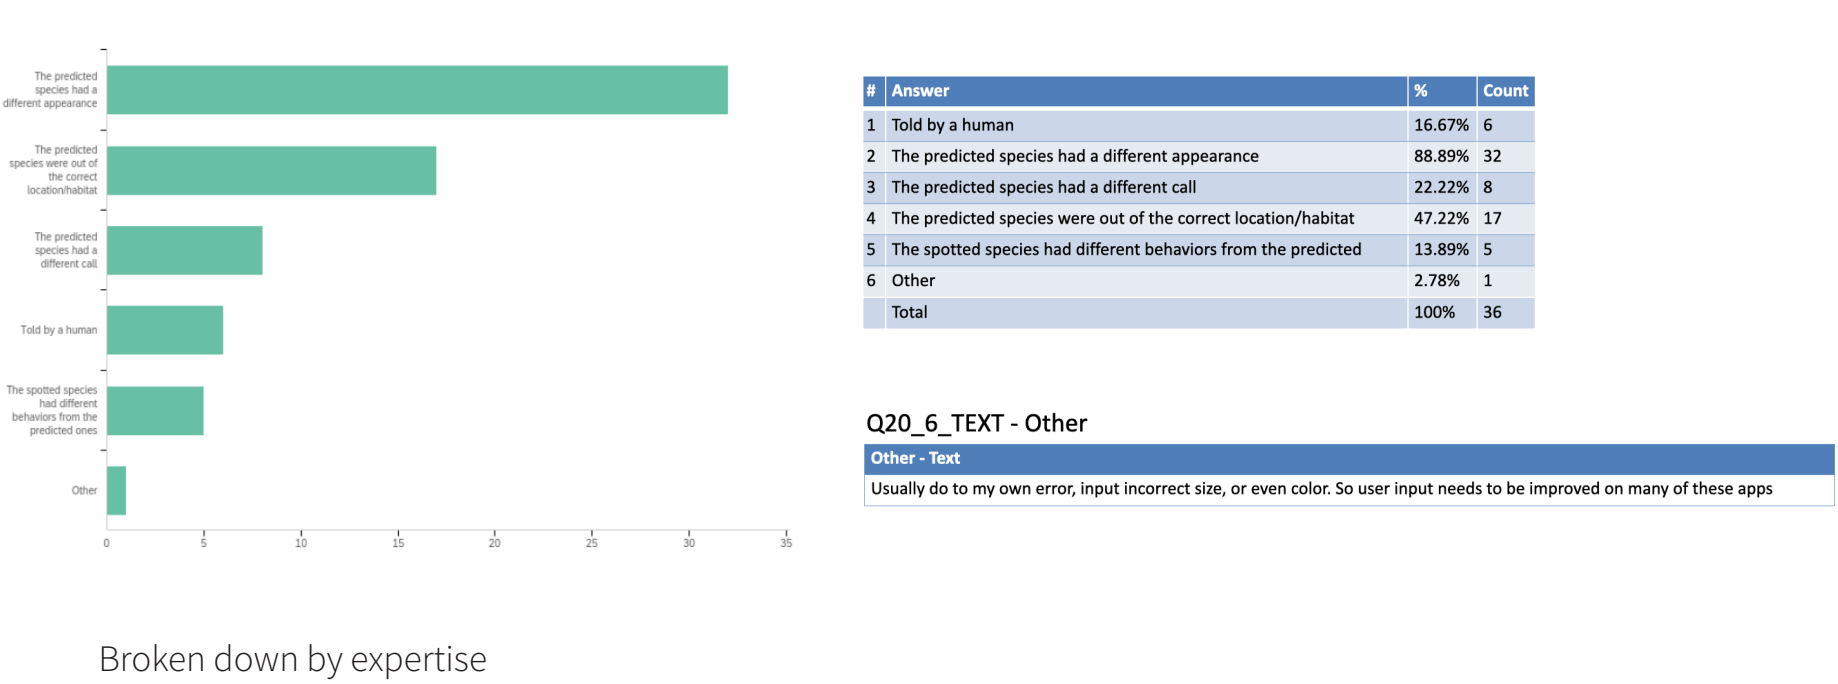 The predicted
species had a
different appearance
The predicted
species were out of
the correct
location/habitat
The predicted
species had a
different call
Told by a human
The spotted species
had different
behaviors from the
predicted ones
Other
0 5 10 15 20 25 30 35
# Answer % Count
1 Told by a human 16.67% 6
2 The predicted species had a different appearance 88.89% 32
3 The predicted species had a different call 22.22% 8
4 The predicted species were out of the correct location/habitat 47.22% 17
5 The spotted species had different behaviors from the predicted 13.89% 5
6 Other 2.78% 1
Total 100% 36
Q20_6_TEXT - Other
Other - Text
Usually do to my own error, input incorrect size, or even color. So user input needs to be improved on many of these apps
Broken down by expertise